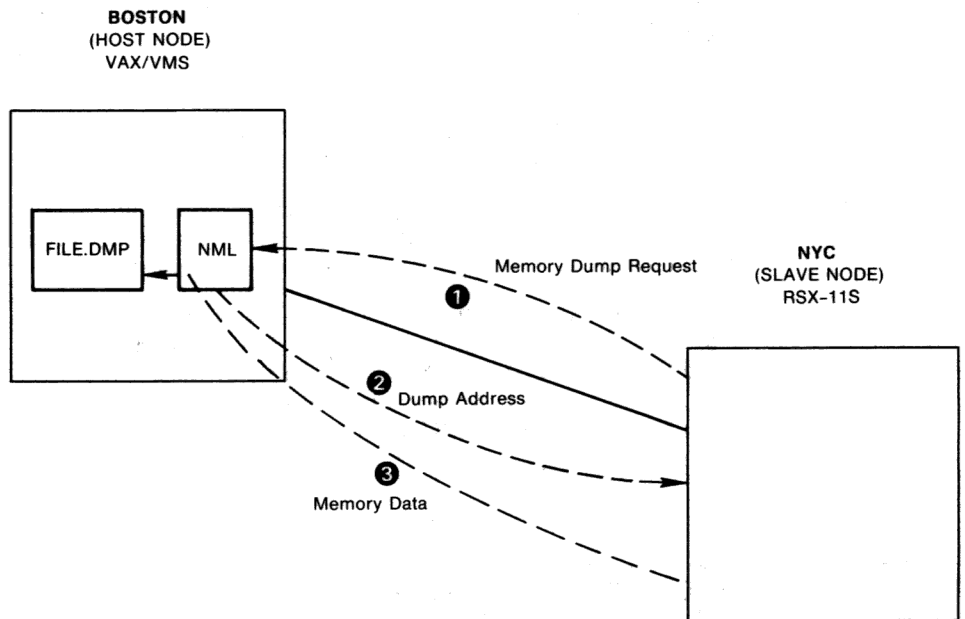 BOSTON
(HOST NODE)
VAX/VMS
FILE.DMP
NML
Memory Dump Request
1
NYC
(SLAVE NODE)
RSX-11S
2
Dump Address
3
Memory Data